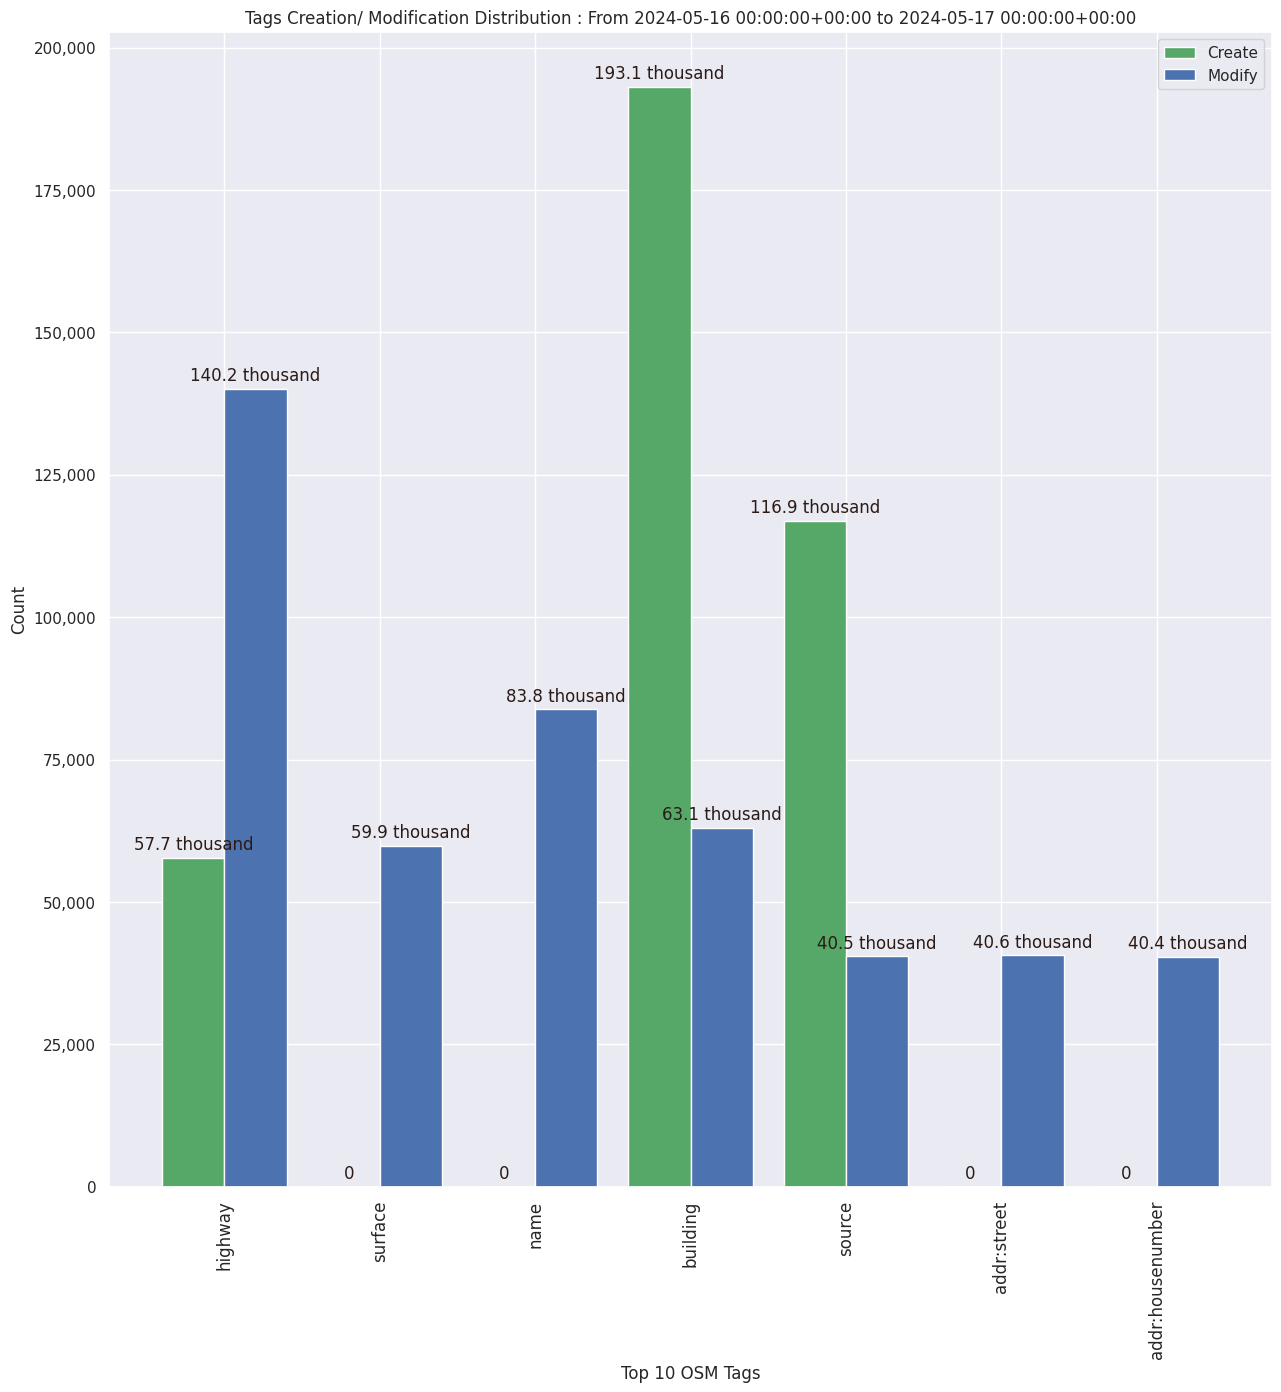 Tags Creation/ Modification Distribution : From 2024-05-16 00:00:00+00:00 to 2024-05-17 00:00:00+00:00
Create
Modify
Count
200,000
175,000
150,000
125,000
100,000
75,000
50,000
25,000
0
57.7 thousand
140.2 thousand
0
59.9 thousand
0
83.8 thousand
193.1 thousand
63.1 thousand
116.9 thousand
40.5 thousand
0
40.6 thousand
0
40.4 thousand
highway
surface
name
building
source
addr:street
addr:housenumber
Top 10 OSM Tags